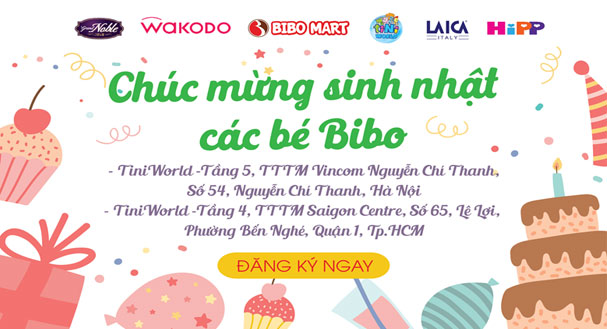 Noble
WAKODO
BIBO MART
tiNi WORLD
LAICA
ITALY
HiPP
Chúc mừng sinh nhật
các bé Bibo
- TiniWorld -Tầng 5, TTTM Vincom Nguyễn Chí Thanh,
Số 54, Nguyễn Chí Thanh, Hà Nội
- TiniWorld -Tầng 4, TTTM Saigon Centre, Số 65, Lê Lợi,
Phường Bến Nghé, Quận 1, Tp.HCM
ĐĂNG KÝ NGAY